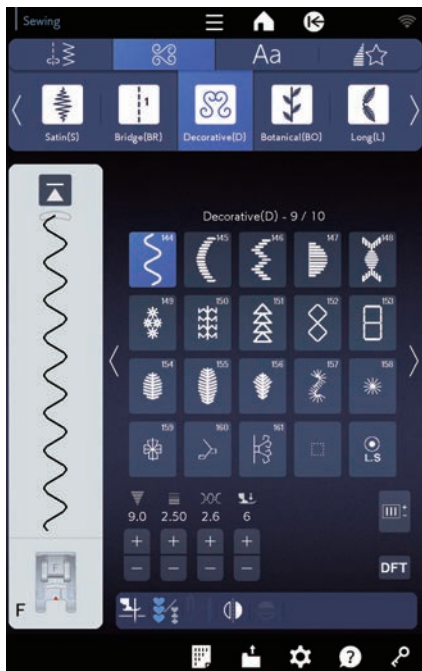 Sewing
Aa
1
Satin(S) Bridge(BR) Decorative(D) Botanical(BO) Long(L)
Decorative(D) - 9 / 10
144 145 146 147 148
149 150 151 152 153
154 155 156 157 158
159 160 161
L.S
9.0 2.50 2.6 6
+ + + +
- - - -
DFT
F
?